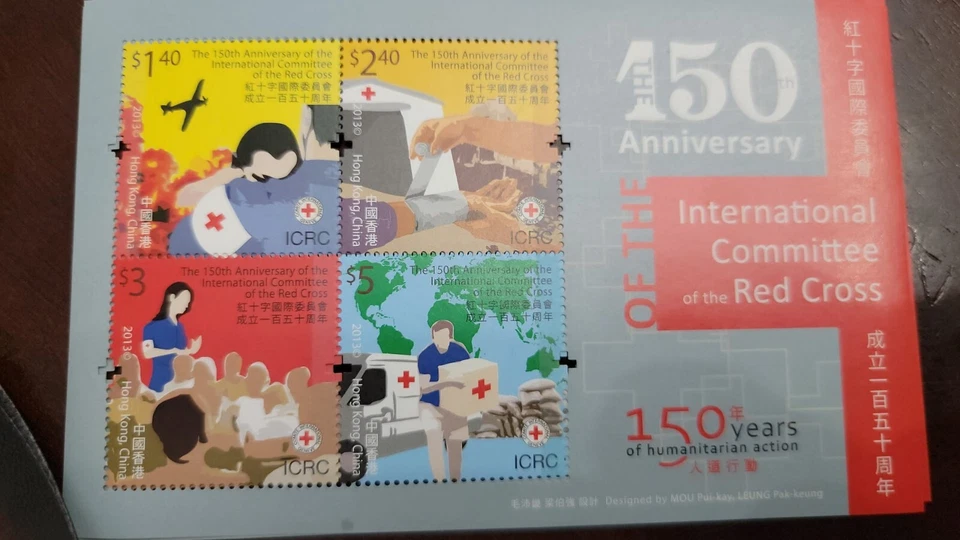 $1.40
The 150th Anniversary of the
International Committee
of the Red Cross
紅十字國際委員會
成立一百五十周年
2013©
Hong Kong, China
中國香港
ICRC
$2.40
The 150th Anniversary of the
International Committee
of the Red Cross
紅十字國際委員會
成立一百五十周年
2013©
Hong Kong, China
中國香港
ICRC
$3
The 150th Anniversary of the
International Committee
of the Red Cross
紅十字國際委員會
成立一百五十周年
2013©
Hong Kong, China
中國香港
ICRC
$5
The 150th Anniversary of the
International Committee
of the Red Cross
紅十字國際委員會
成立一百五十周年
2013©
Hong Kong, China
中國香港
ICRC
THE 150th
Anniversary
OF THE
International
Committee
of the Red Cross
紅十字國際委員會
成立一百五十周年
150年
years
of humanitarian action
人道行動
設計 Designed by MOU Pui-kay, LEUNG Pak-keung